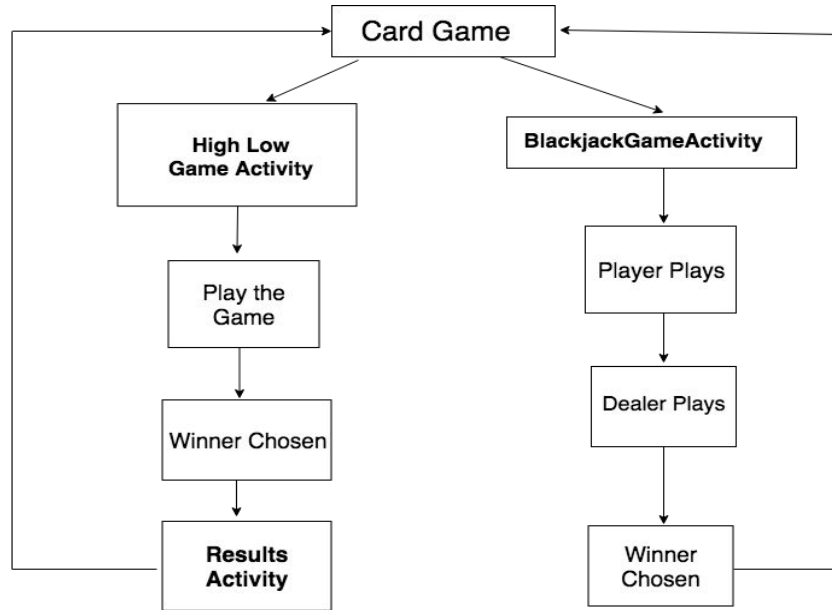 Card Game
High Low
Game Activity
BlackjackGameActivity
Play the
Game
Player Plays
Winner Chosen
Dealer Plays
Results
Activity
Winner
Chosen